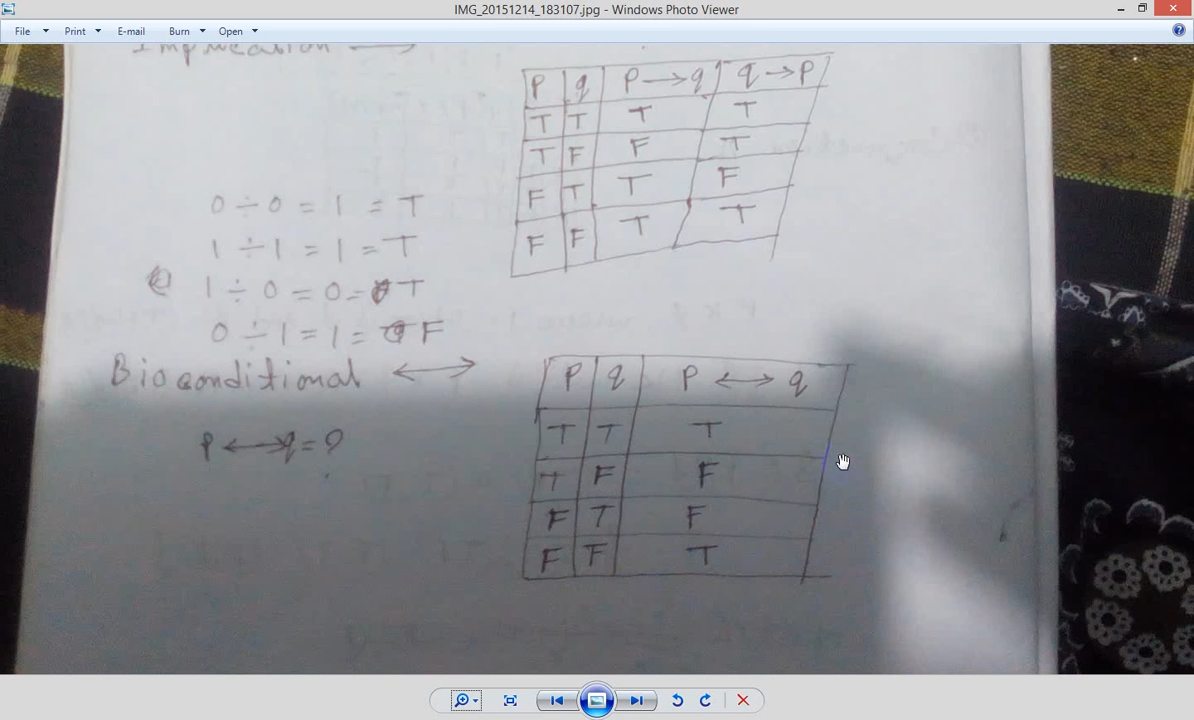 IMG_20151214_183107.jpg - Windows Photo Viewer
File Print E-mail Burn Open
Implication →
P q P → q q → P
T T T T
T F F T
F T T F
F F T T
0 ÷ 0 = 1 = T
1 ÷ 1 = 1 = T
1 ÷ 0 = 0 = T
0 ÷ 1 = 1 = F
Bioconditional ↔
P ↔ q = ?
P q P ↔ q
T T T
T F F
F T F
F F T